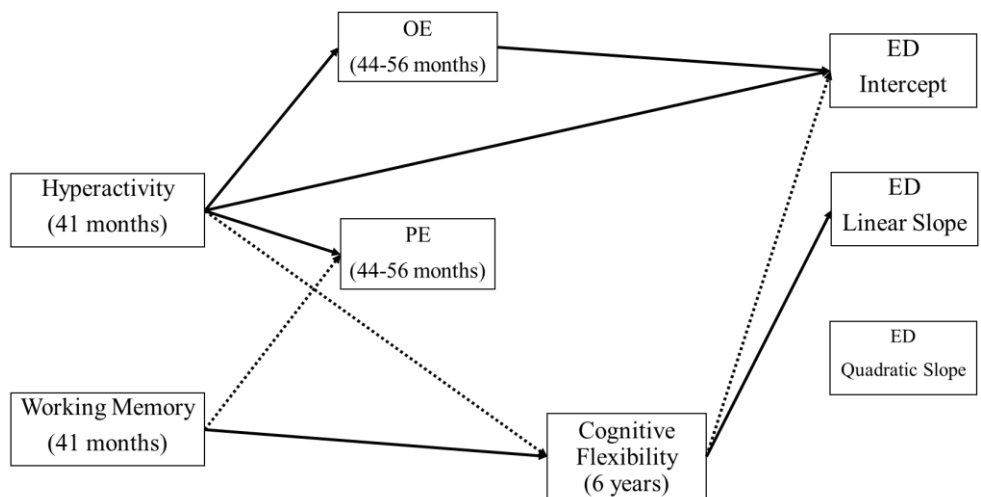 OE
(44-56 months)
ED
Intercept
Hyperactivity
(41 months)
ED
Linear Slope
PE
(44-56 months)
ED
Quadratic Slope
Working Memory
(41 months)
Cognitive
Flexibility
(6 years)